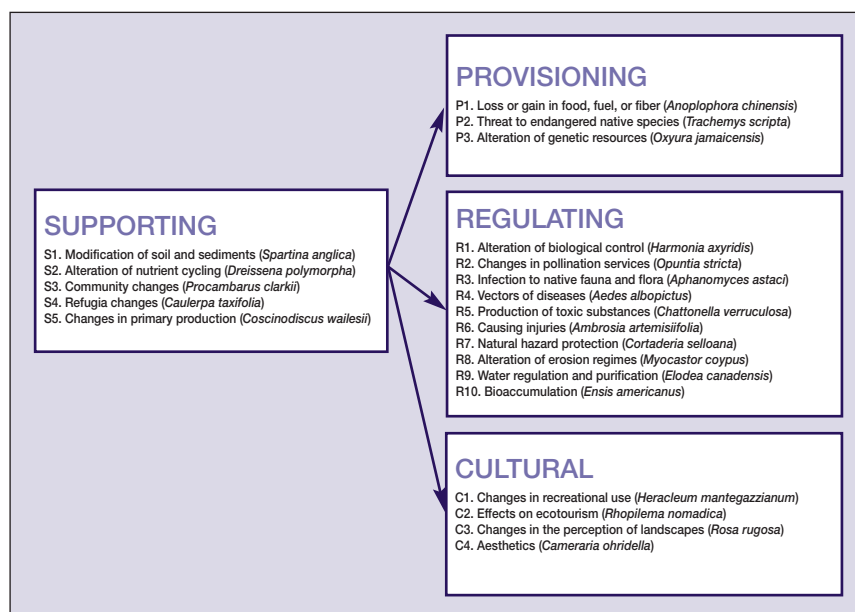 SUPPORTING
S1. Modification of soil and sediments (Spartina anglica)
S2. Alteration of nutrient cycling (Dreissena polymorpha)
S3. Community changes (Procambarus clarkii)
S4. Refugia changes (Caulerpa taxifolia)
S5. Changes in primary production (Coscinodiscus wailesii)
PROVISIONING
P1. Loss or gain in food, fuel, or fiber (Anoplophora chinensis)
P2. Threat to endangered native species (Trachemys scripta)
P3. Alteration of genetic resources (Oxyura jamaicensis)
REGULATING
R1. Alteration of biological control (Harmonia axyridis)
R2. Changes in pollination services (Opuntia stricta)
R3. Infection to native fauna and flora (Aphanomyces astaci)
R4. Vectors of diseases (Aedes albopictus)
R5. Production of toxic substances (Chattonella verruculosa)
R6. Causing injuries (Ambrosia artemisiifolia)
R7. Natural hazard protection (Cortaderia selloana)
R8. Alteration of erosion regimes (Myocastor coypus)
R9. Water regulation and purification (Elodea canadensis)
R10. Bioaccumulation (Ensis americanus)
CULTURAL
C1. Changes in recreational use (Heracleum mantegazzianum)
C2. Effects on ecotourism (Rhopilema nomadica)
C3. Changes in the perception of landscapes (Rosa rugosa)
C4. Aesthetics (Cameraria ohridella)